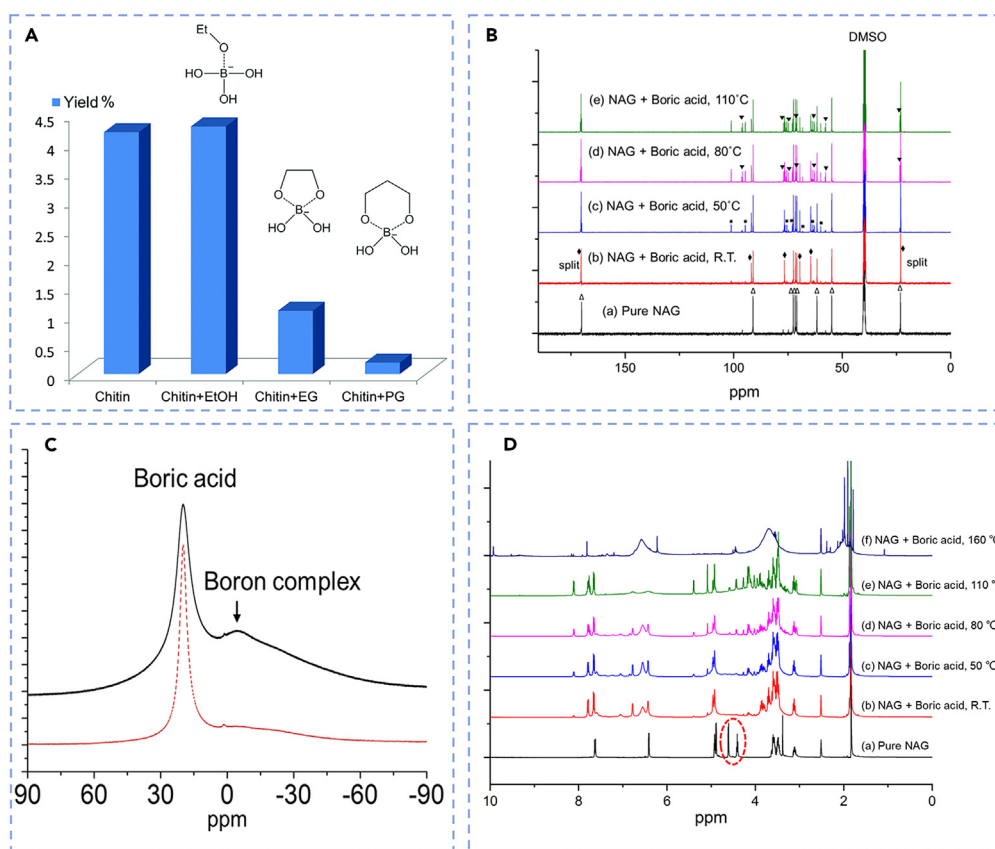 A
Et
O
HO-B⁻-OH
OH
Yield %
4.5
4
3.5
3
2.5
2
1.5
1
0.5
0
O O
B⁻
HO OH
O O
B⁻
HO OH
Chitin Chitin+EtOH Chitin+EG Chitin+PG
B
DMSO
(e) NAG + Boric acid, 110˚C
(d) NAG + Boric acid, 80˚C
(c) NAG + Boric acid, 50˚C
(b) NAG + Boric acid, R.T.
split split
(a) Pure NAG
150 100 50 0
ppm
C
Boric acid
Boron complex
90 60 30 0 -30 -60 -90
ppm
D
(f) NAG + Boric acid, 160 ℃
(e) NAG + Boric acid, 110 °
(d) NAG + Boric acid, 80 ℃
(c) NAG + Boric acid, 50 ℃
(b) NAG + Boric acid, R.T.
(a) Pure NAG
10 8 6 4 2 0
ppm